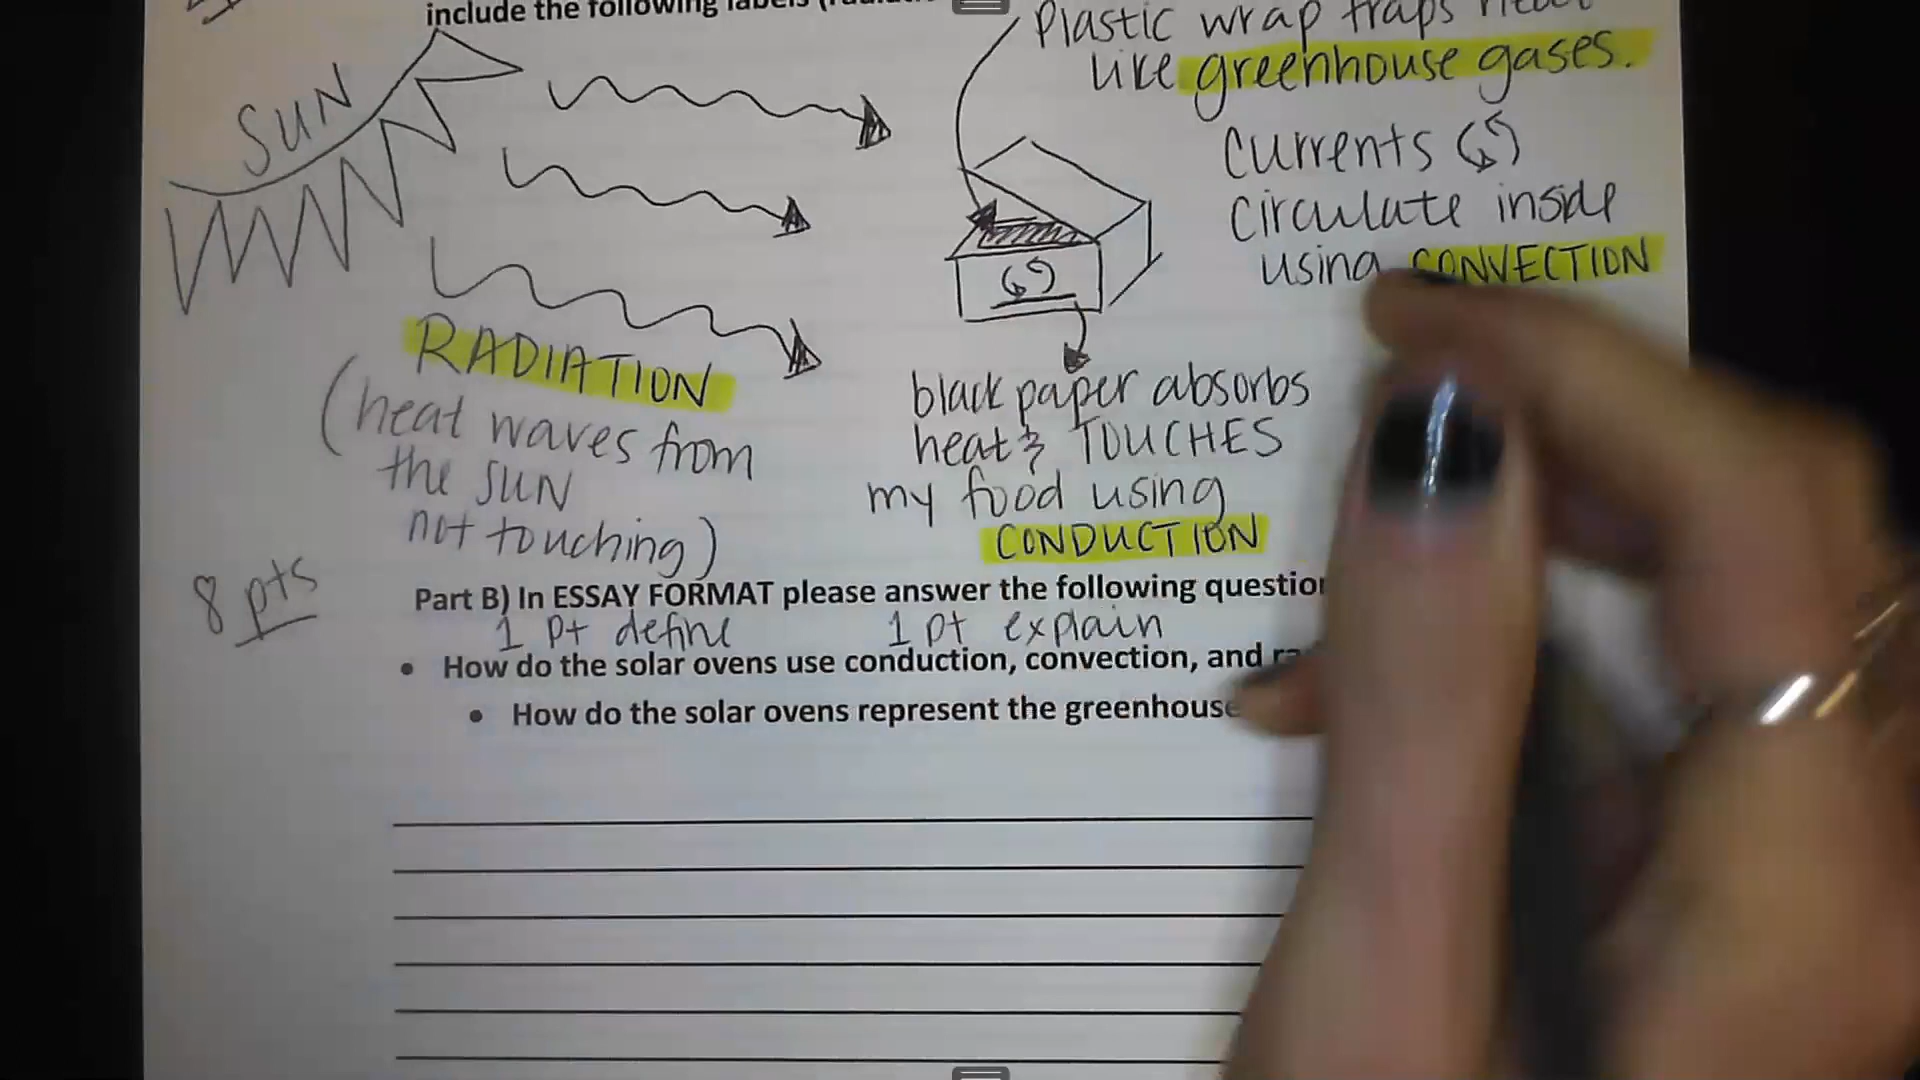 include the following labels
Plastic wrap traps heat
like greenhouse gases.
SUN
Currents
circulate inside
using CONVECTION
RADIATION
(heat waves from
the SUN
not touching)
black paper absorbs
heat & TOUCHES
my food using
CONDUCTION
8 pts
Part B) In ESSAY FORMAT please answer the following
1 pt define 1 pt explain
• How do the solar ovens use conduction, convection, and
• How do the solar ovens represent the greenhouse